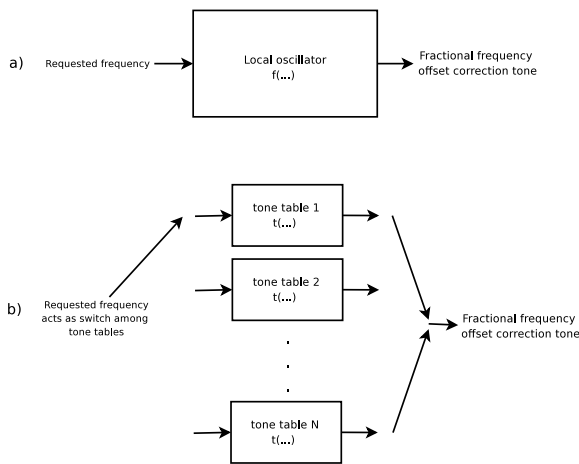 a)
Requested frequency
Local oscillator
f(...)
Fractional frequency
offset correction tone
b)
Requested frequency
acts as switch among
tone tables
tone table 1
t(...)
tone table 2
t(...)
.
.
.
tone table N
t(...)
Fractional frequency
offset correction tone